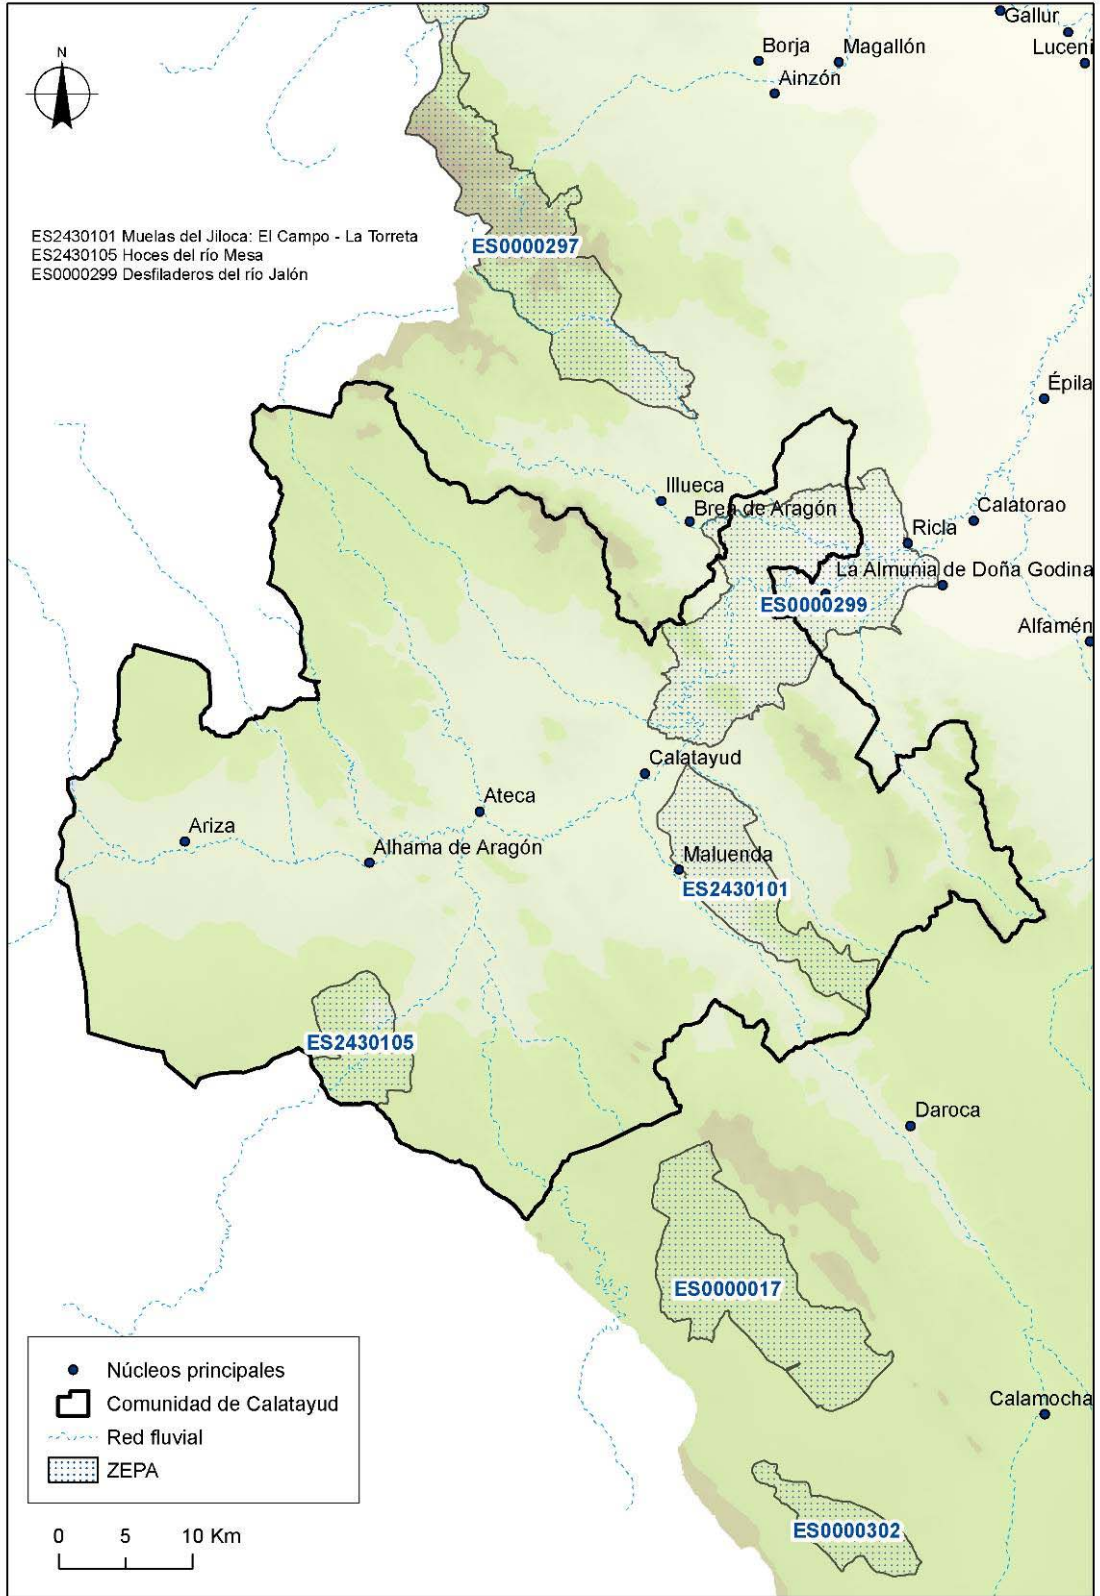 Gallur
Borja
Magallón
Luceni
Ainzón
N
ES2430101 Muelas del Jiloca: El Campo - La Torreta
ES2430105 Hoces del río Mesa
ES0000299 Desfiladeros del río Jalón
ES0000297
Épila
Illueca
Brea de Aragón
Calatorao
Ricla
La Almunia de Doña Godina
ES0000299
Alfamén
Calatayud
Ateca
Ariza
Alhama de Aragón
Maluenda
ES2430101
ES2430105
Daroca
ES0000017
Calamocha
ES0000302
Núcleos principales
Comunidad de Calatayud
Red fluvial
ZEPA
0 5 10 Km